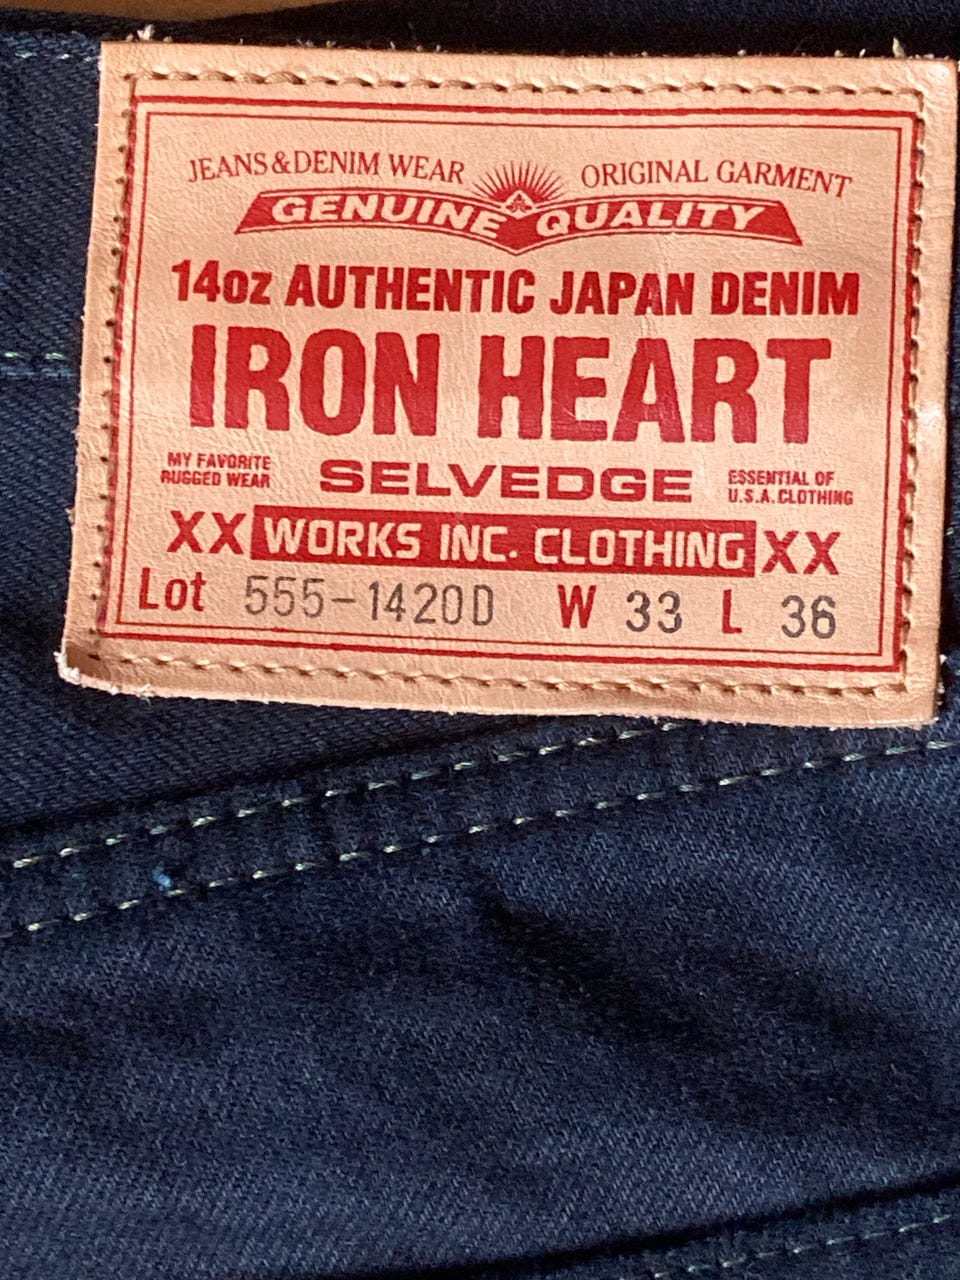 JEANS & DENIM WEAR ORIGINAL GARMENT
GENUINE QUALITY
14oz AUTHENTIC JAPAN DENIM
IRON HEART
MY FAVORITE
RUGGED WEAR
SELVEDGE
ESSENTIAL OF
U.S.A. CLOTHING
XX WORKS INC. CLOTHING XX
Lot 555-1420D W 33 L 36